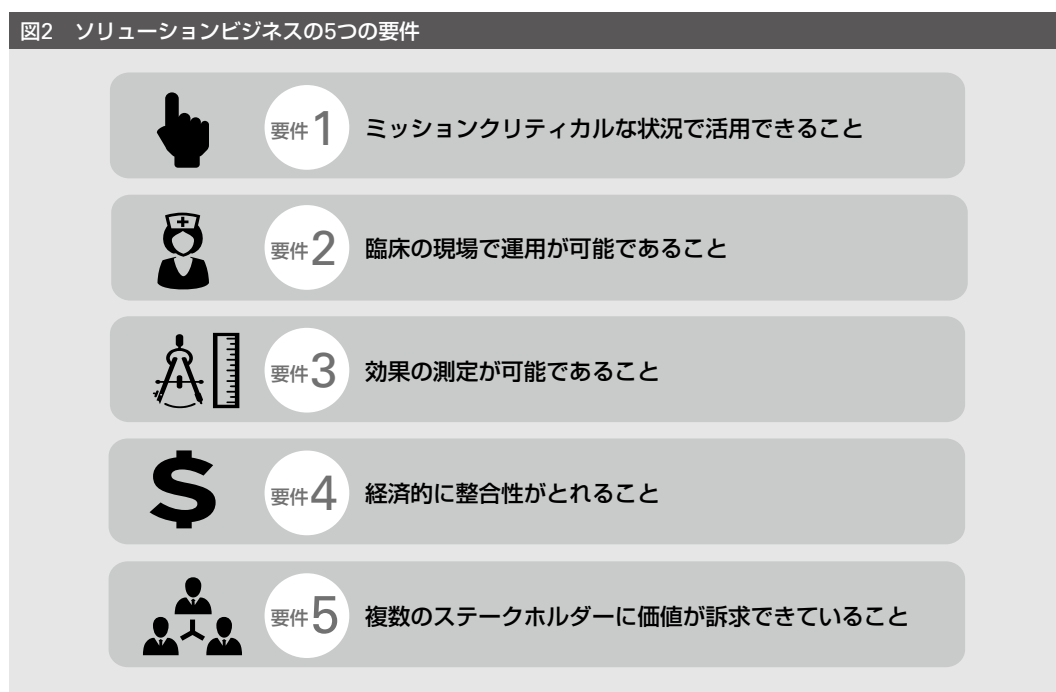 図2 ソリューションビジネスの5つの要件
要件1 ミッションクリティカルな状況で活用できること
要件2 臨床の現場で運用が可能であること
要件3 効果の測定が可能であること
要件4 経済的に整合性がとれること
要件5 複数のステークホルダーに価値が訴求できていること